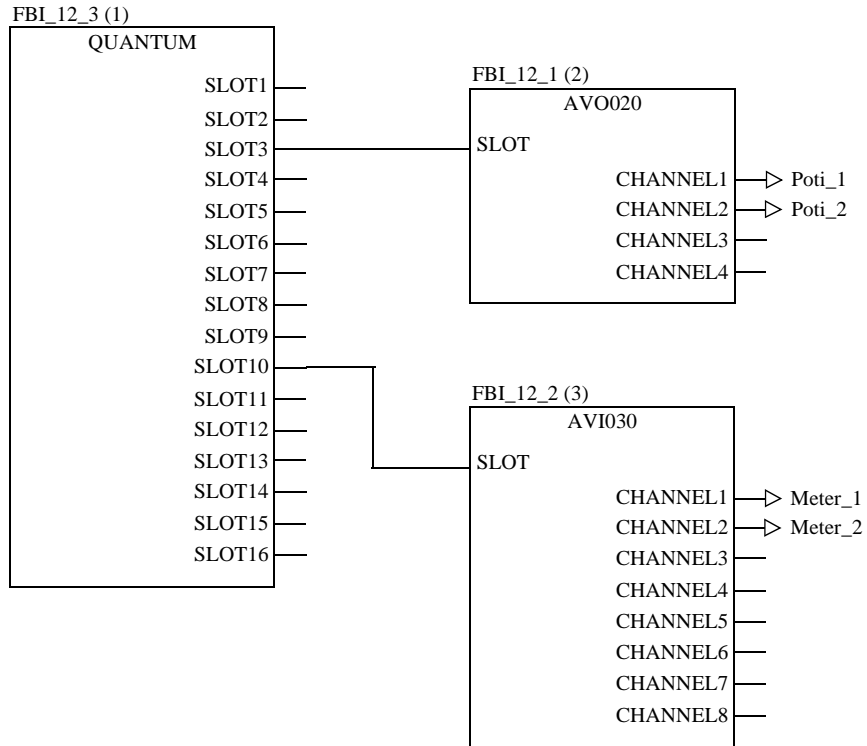 FBI_12_3 (1)
QUANTUM
SLOT1
SLOT2
SLOT3
SLOT4
SLOT5
SLOT6
SLOT7
SLOT8
SLOT9
SLOT10
SLOT11
SLOT12
SLOT13
SLOT14
SLOT15
SLOT16
FBI_12_1 (2)
AVO020
SLOT
CHANNEL1 Poti_1
CHANNEL2 Poti_2
CHANNEL3
CHANNEL4
FBI_12_2 (3)
AVI030
SLOT
CHANNEL1 Meter_1
CHANNEL2 Meter_2
CHANNEL3
CHANNEL4
CHANNEL5
CHANNEL6
CHANNEL7
CHANNEL8